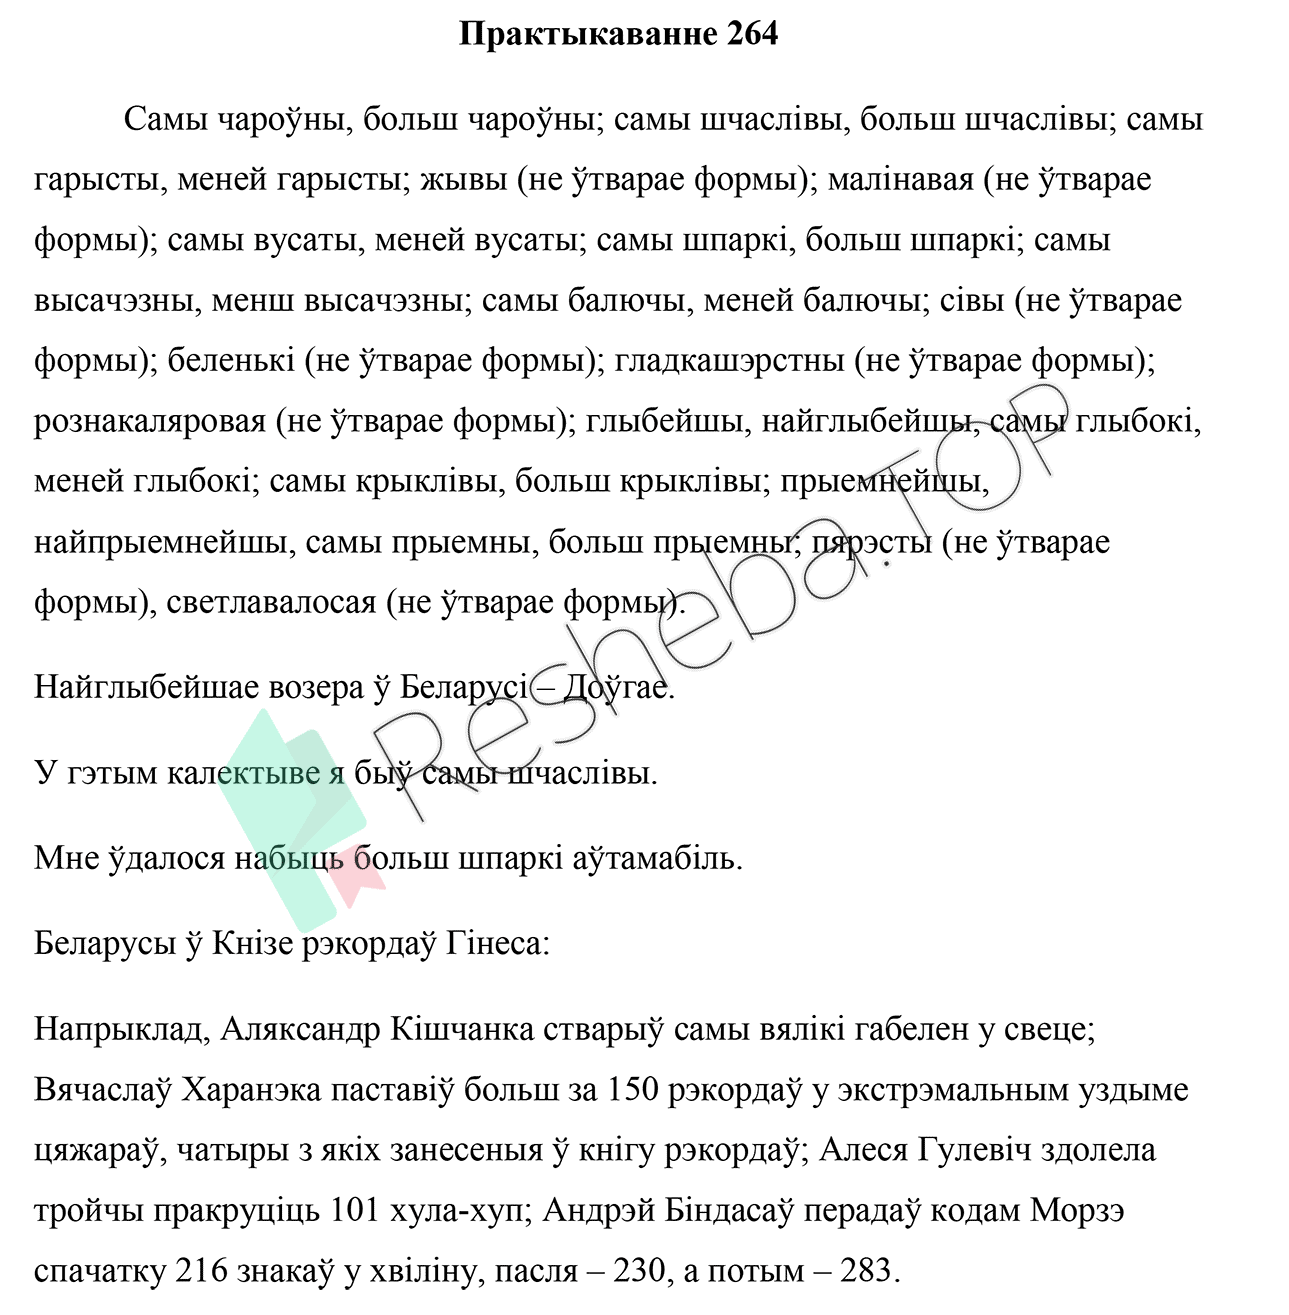 Практыкаванне 264
Самы чароўны, больш чароўны; самы шчаслівы, больш шчаслівы; самы
гарысты, меней гарысты; жывы (не ўтварае формы); малінавая (не ўтварае
формы); самы вусаты, меней вусаты; самы шпаркі, больш шпаркі; самы
высачэзны, менш высачэзны; самы балючы, меней балючы; сівы (не ўтварае
формы); беленькі (не ўтварае формы); гладкашэрстны (не ўтварае формы);
рознакаляровая (не ўтварае формы); глыбейшы, найглыбейшы, самы глыбокі,
меней глыбокі; самы крыклівы, больш крыклівы; прыемнейшы,
найпрыемнейшы, самы прыемны, больш прыемны; пярэсты (не ўтварае
формы), светлавалосая (не ўтварае формы).
Найглыбейшае возера ў Беларусі – Доўгае.
У гэтым калектыве я быў самы шчаслівы.
Мне ўдалося набыць больш шпаркі аўтамабіль.
Беларусы ў Кнізе рэкордаў Гінеса:
Напрыклад, Аляксандр Кішчанка стварыў самы вялікі габелен у свеце;
Вячаслаў Харанэка паставіў больш за 150 рэкордаў у экстрэмальным уздыме
цяжараў, чатыры з якіх занесеныя ў кнігу рэкордаў; Алеся Гулевіч здолела
тройчы пракруціць 101 хула-хуп; Андрэй Біндасаў перадаў кодам Морзэ
спачатку 216 знакаў у хвіліну, пасля – 230, а потым – 283.
Resheba.TOP